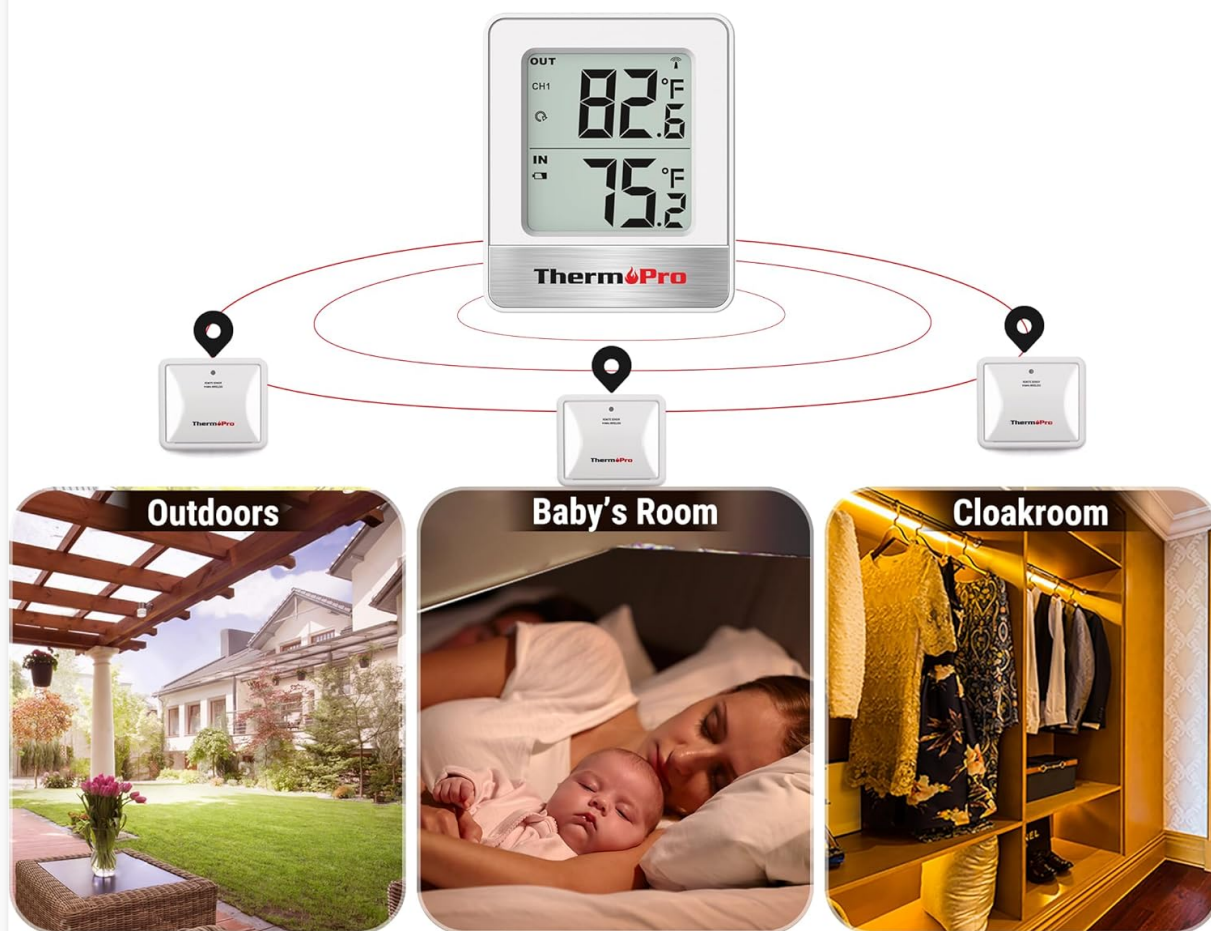 OUT
CH1
82.6 °F
IN
75.2 °F
ThermoPro
ThermoPro
ThermoPro
ThermoPro
Outdoors
Baby's Room
Cloakroom